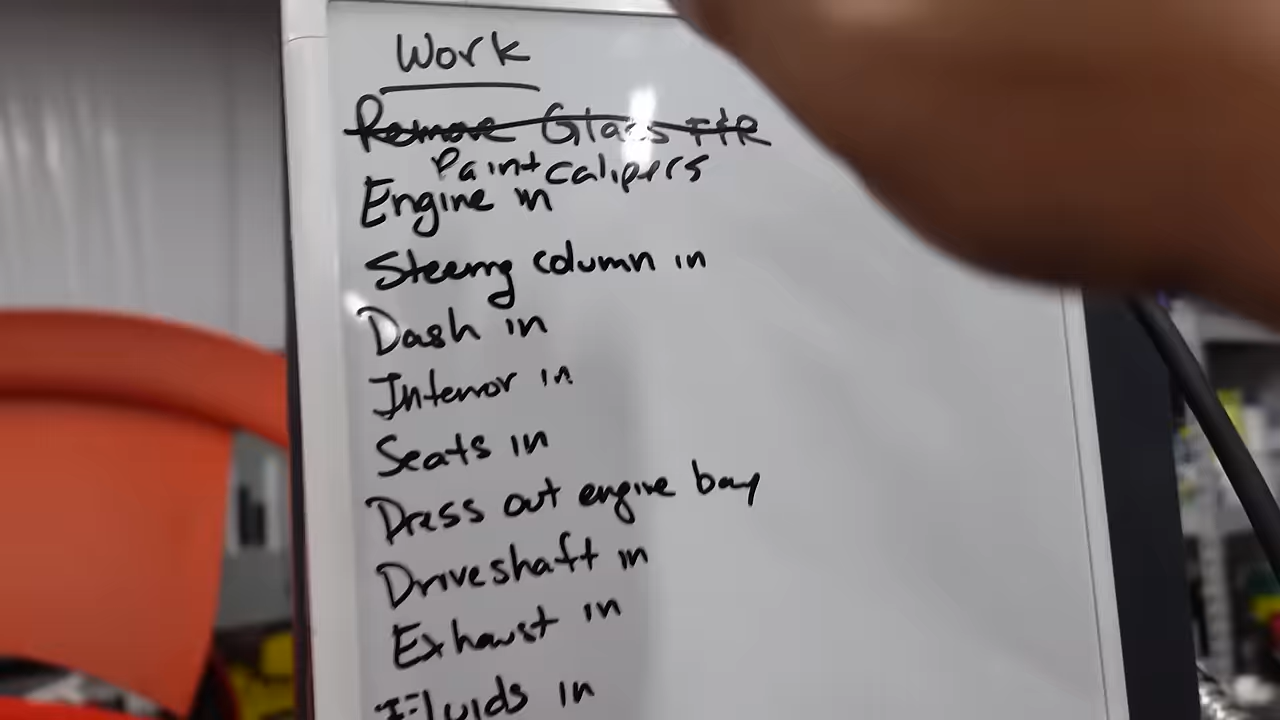 Work
Remove Glass F+R
Paint calipers
Engine in
Steering column in
Dash in
Interior in
Seats in
Dress out engine bay
Driveshaft in
Exhaust in
Fluids in